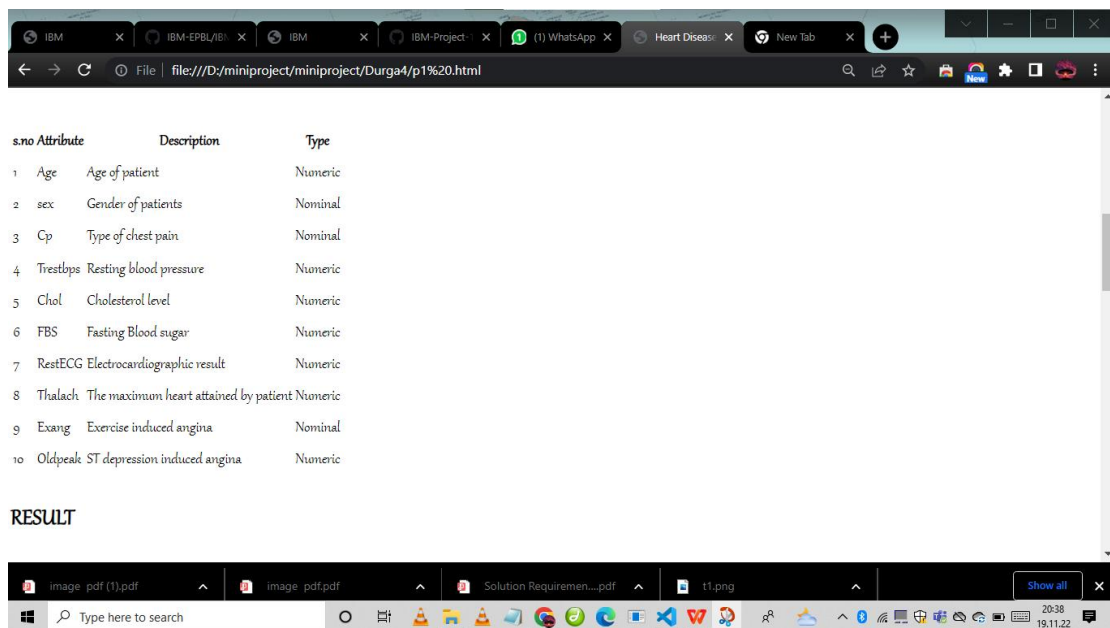 IBM IBM-EPBL/IBM IBM IBM-Project-1 (1) WhatsApp Heart Disease New Tab
File file:///D:/miniproject/miniproject/Durga4/p1%20.html
New
s.no Attribute Description Type
1 Age Age of patient Numeric
2 sex Gender of patients Nominal
3 Cp Type of chest pain Nominal
4 Trestbps Resting blood pressure Numeric
5 Chol Cholesterol level Numeric
6 FBS Fasting Blood sugar Numeric
7 RestECG Electrocardiographic result Numeric
8 Thalach The maximum heart attained by patient Numeric
9 Exang Exercise induced angina Nominal
10 Oldpeak ST depression induced angina Numeric
RESULT
image pdf (1).pdf image pdf.pdf Solution Requiremen....pdf t1.png Show all
Type here to search
20:38
19.11.22